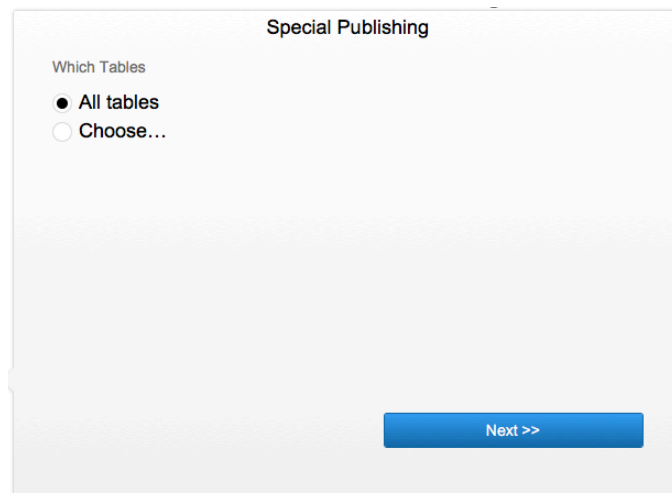 Special Publishing
Which Tables
All tables
Choose…
Next >>